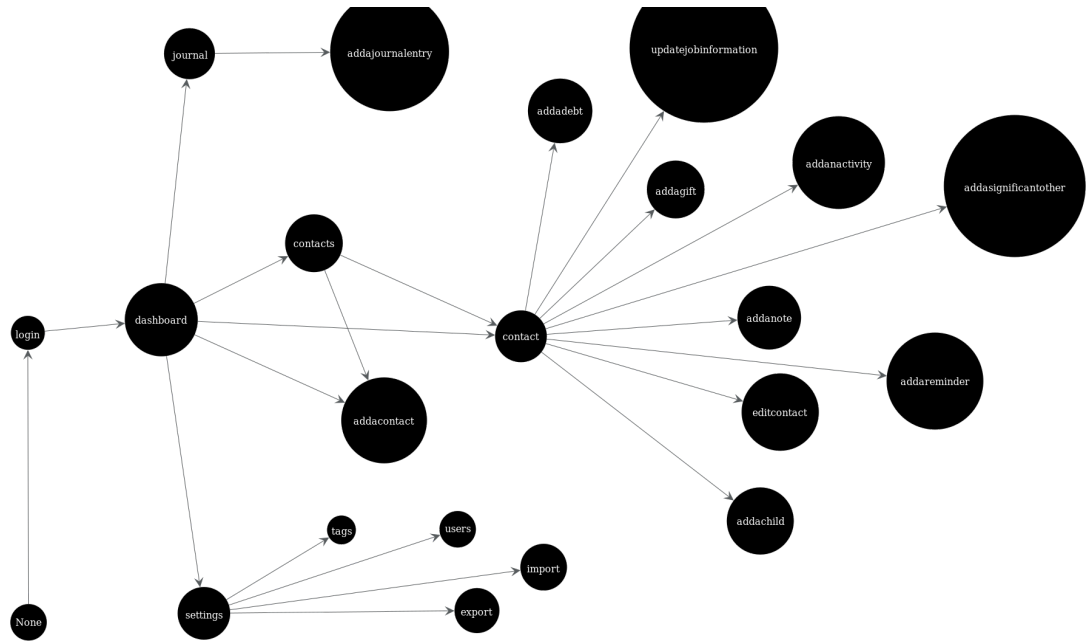 journal
addajournalentry
updatejobinformation
addadebt
addanactivity
addagift
addasignificantother
contacts
dashboard
login
contact
addanote
addareminder
addacontact
editcontact
addachild
tags
users
import
export
settings
None